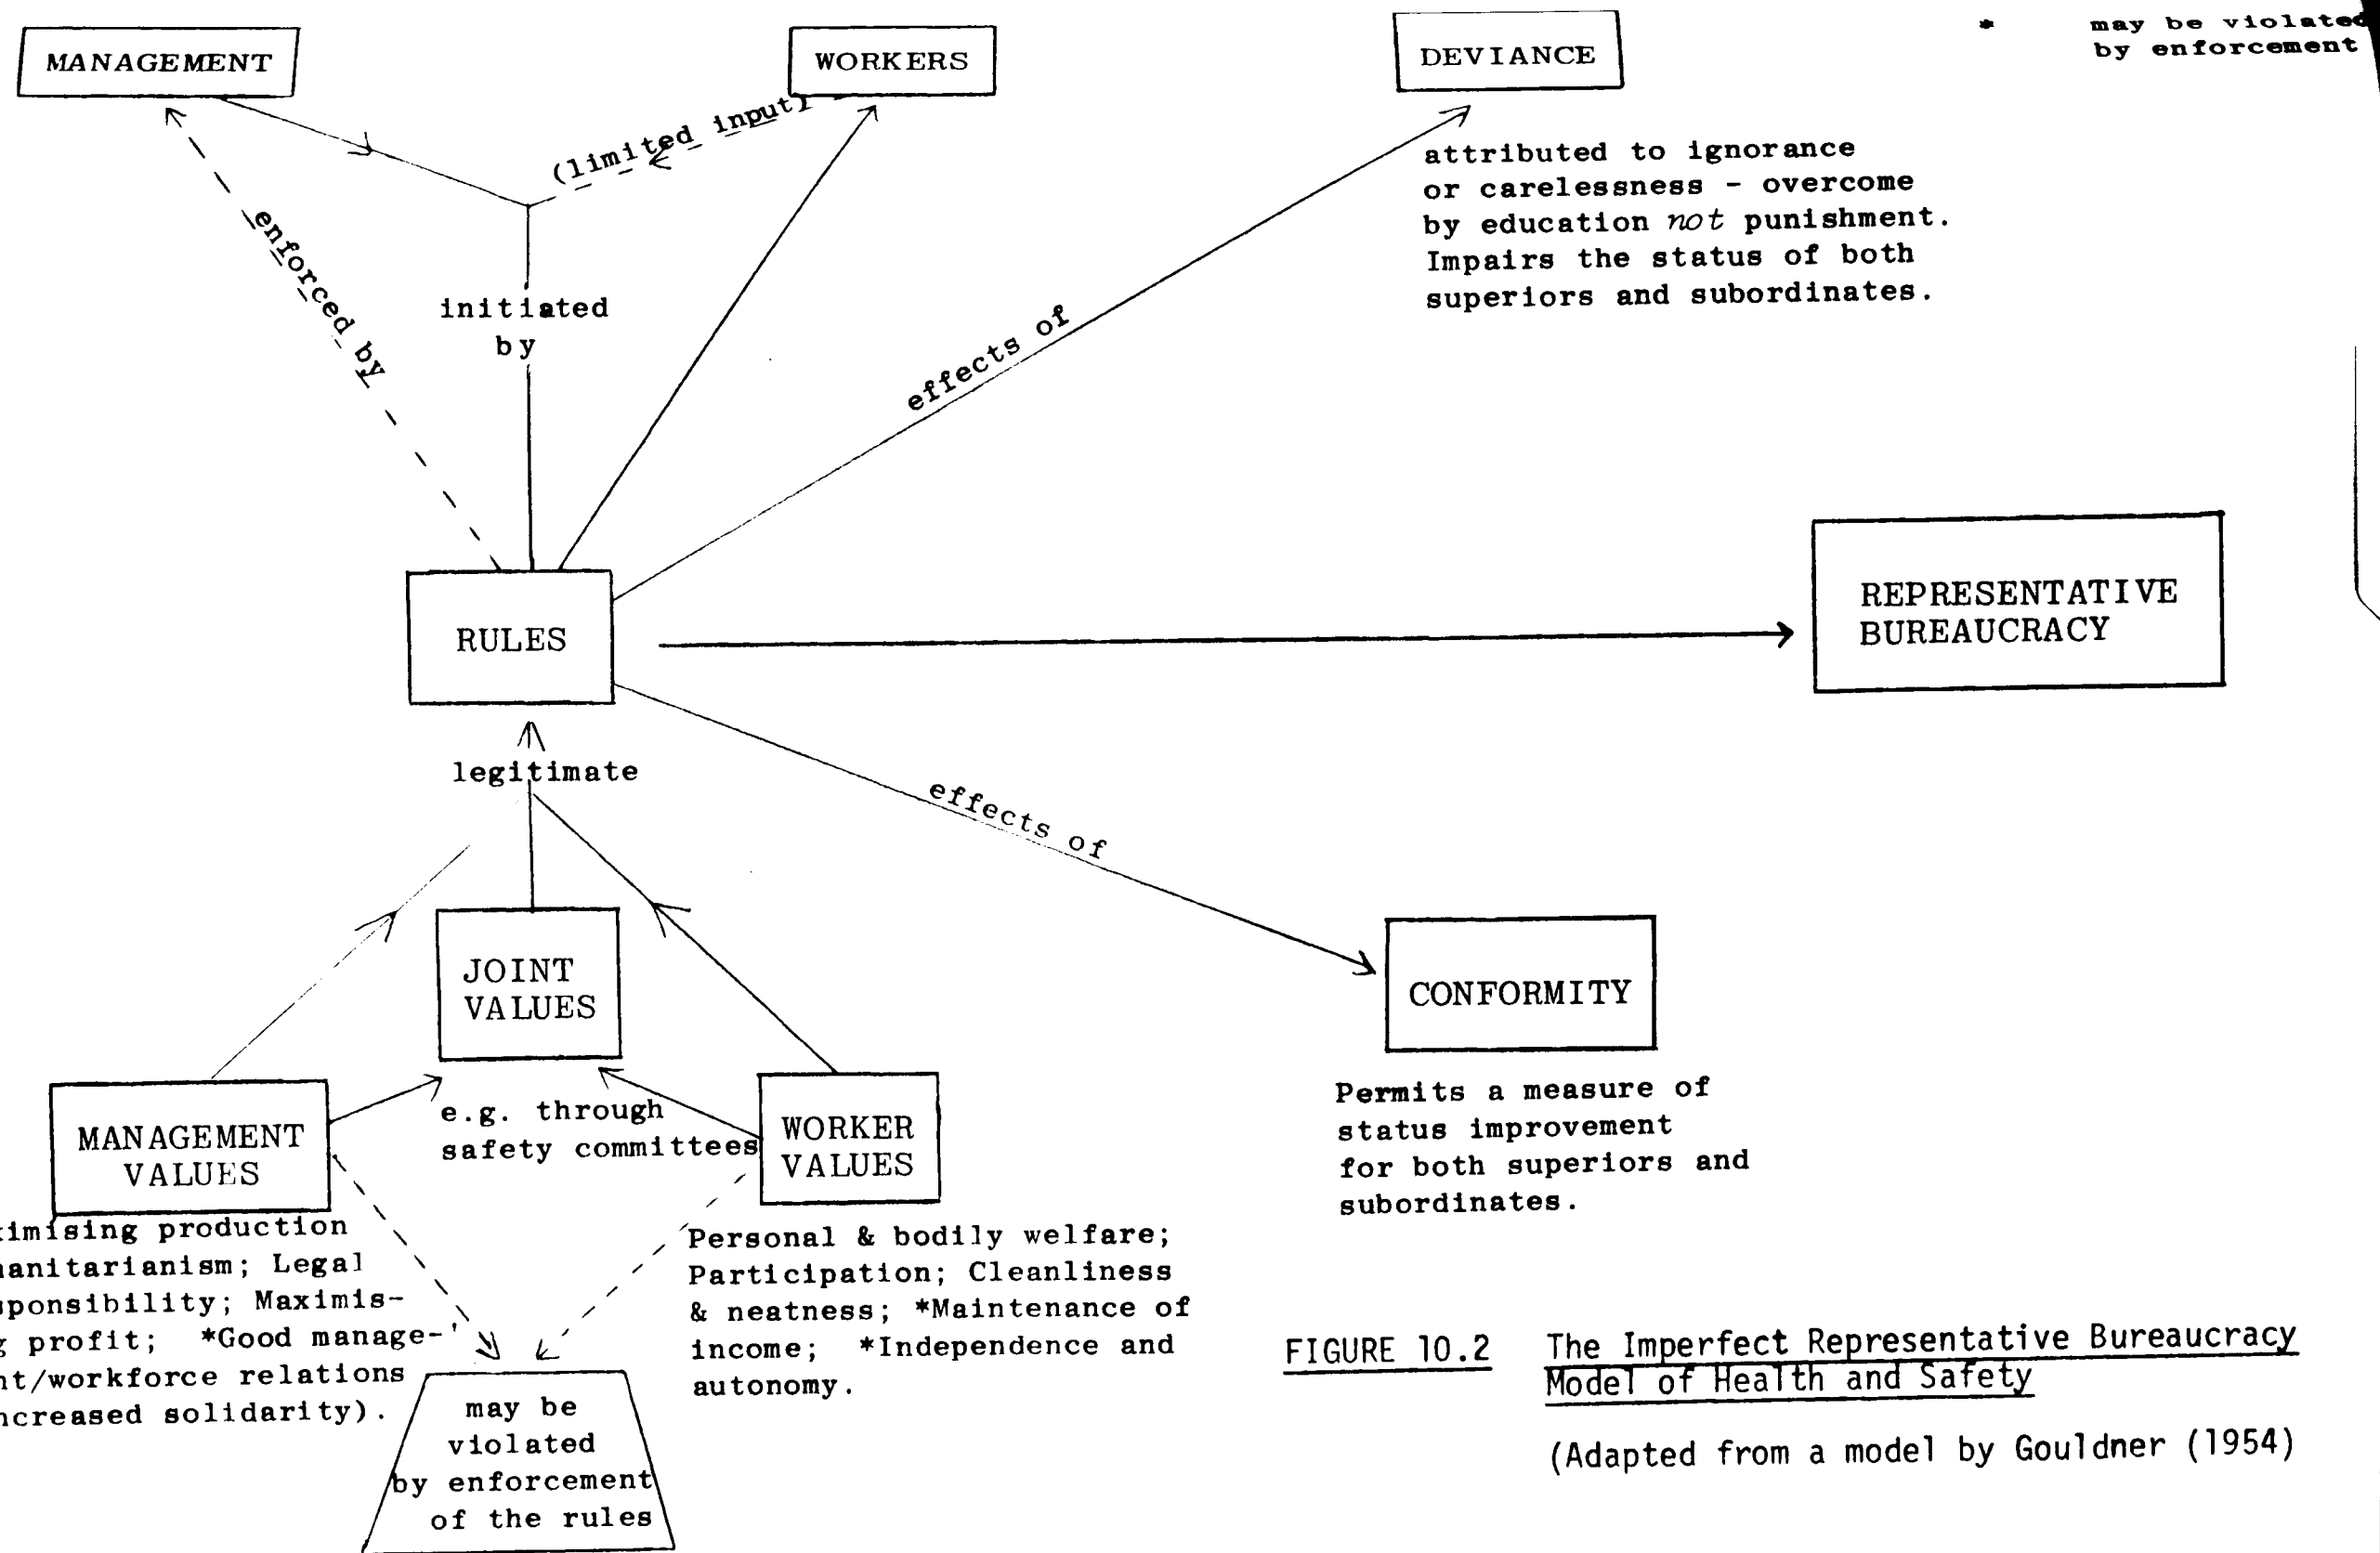 MANAGEMENT
WORKERS
DEVIANCE
* may be violated
by enforcement
(limited input)
attributed to ignorance
or carelessness - overcome
by education not punishment.
Impairs the status of both
superiors and subordinates.
enforced by
initiated
by
effects of
REPRESENTATIVE
BUREAUCRACY
RULES
legitimate
effects of
JOINT
VALUES
CONFORMITY
Permits a measure of
status improvement
for both superiors and
subordinates.
e.g. through
safety committees
MANAGEMENT
VALUES
WORKER
VALUES
production
Legal
Maximis-
profit; *Good manage-
/workforce relations
solidarity).
Personal & bodily welfare;
Participation; Cleanliness
& neatness; *Maintenance of
income; *Independence and
autonomy.
may be
violated
by enforcement
of the rules
FIGURE 10.2 The Imperfect Representative Bureaucracy
Model of Health and Safety
(Adapted from a model by Gouldner (1954)